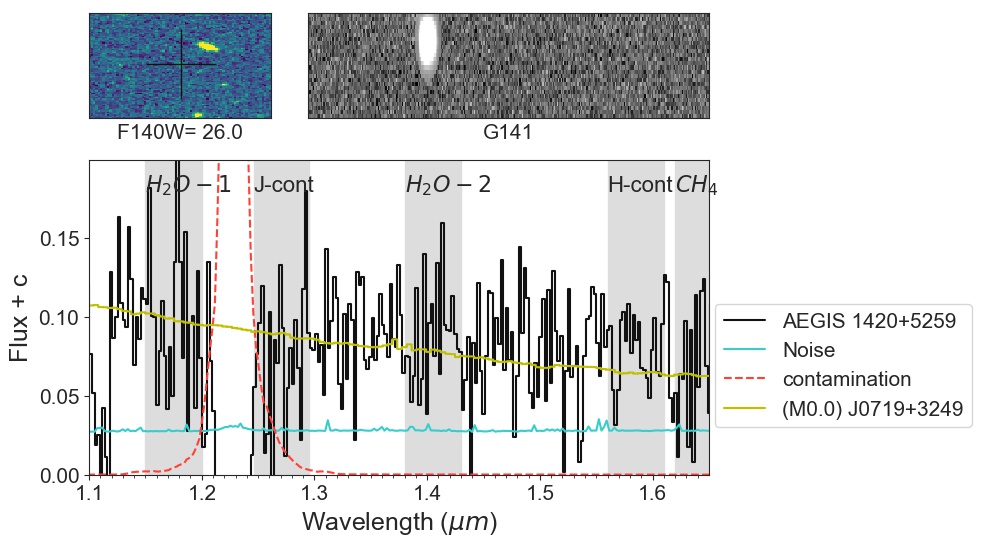 F140W= 26.0
G141
H₂O − 1
J-cont
H₂O − 2
H-cont
CH₄
0.15
0.10
0.05
0.00
Flux + c
1.1
1.2
1.3
1.4
1.5
1.6
Wavelength (μm)
AEGIS 1420+5259
Noise
contamination
(M0.0) J0719+3249